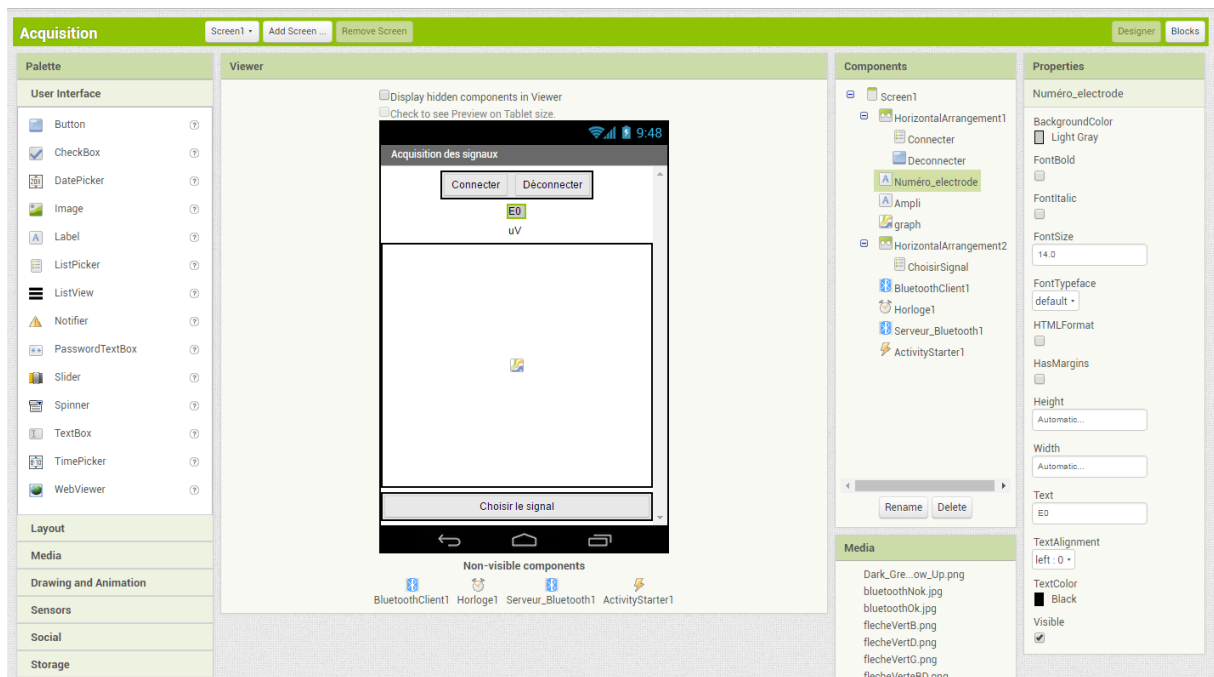 Acquisition
Screen1
Add Screen ...
Remove Screen
Designer
Blocks
Palette
User Interface
Button
CheckBox
DatePicker
Image
Label
ListPicker
ListView
Notifier
PasswordTextBox
Slider
Spinner
TextBox
TimePicker
WebViewer
Layout
Media
Drawing and Animation
Sensors
Social
Storage
Viewer
Display hidden components in Viewer
Check to see Preview on Tablet size.
9:48
Acquisition des signaux
Connecter
Déconnecter
E0
uV
Choisir le signal
Non-visible components
BluetoothClient1
Horloge1
Serveur_Bluetooth1
ActivityStarter1
Components
Screen1
HorizontalArrangement1
Connecter
Deconnecter
Numéro_electrode
Ampli
graph
HorizontalArrangement2
ChoisirSignal
BluetoothClient1
Horloge1
Serveur_Bluetooth1
ActivityStarter1
Rename
Delete
Media
Dark_Gre...ow_Up.png
bluetoothNok.jpg
bluetoothOk.jpg
flecheVertB.png
flecheVertD.png
flecheVertG.png
flecheVerteBD.png
Properties
Numéro_electrode
BackgroundColor
Light Gray
FontBold
FontItalic
FontSize
14.0
FontTypeface
default
HTMLFormat
HasMargins
Height
Automatic...
Width
Automatic...
Text
E0
TextAlignment
left : 0
TextColor
Black
Visible